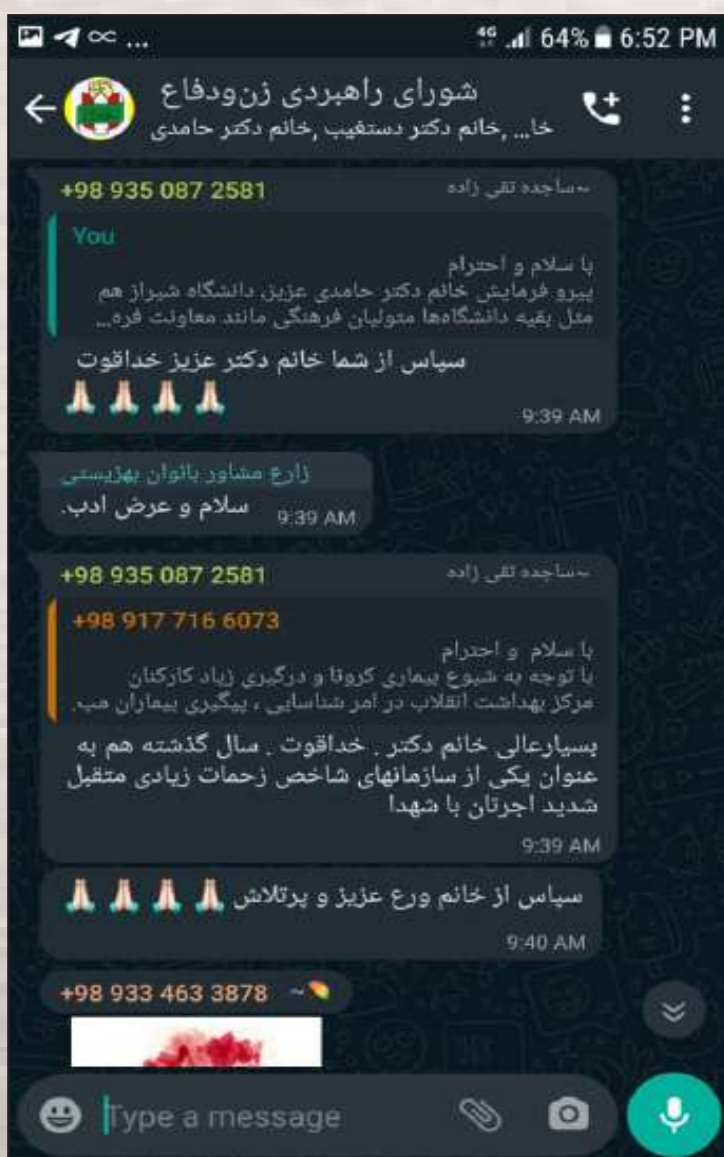 ... 4G 64% 6:52 PM
شورای راهبردی زن‌ودفاع
خا... ,خانم دکتر دستغیب ,خانم دکتر حامدی
+98 935 087 2581 ~ساجده تقی زاده
You
با سلام و احترام
پیرو فرمایش خانم دکتر حامدی عزیز، دانشگاه شیراز هم
مثل بقیه دانشگاه‌ها متولیان فرهنگی مانند معاونت فره...
سپاس از شما خانم دکتر عزیز خداقوت
🙏🏻 🙏🏻 🙏🏻 🙏🏻
9:39 AM
زارع مشاور بانوان بهزیستی
سلام و عرض ادب.
9:39 AM
+98 935 087 2581 ~ساجده تقی زاده
+98 917 716 6073
با سلام و احترام
با توجه به شیوع بیماری کرونا و درگیری زیاد کارکنان
مرکز بهداشت انقلاب در امر شناسایی ، پیگیری بیماران مب..
بسیارعالی خانم دکتر . خداقوت . سال گذشته هم به
عنوان یکی از سازمانهای شاخص زحمات زیادی متقبل
شدید اجرتان با شهدا
9:39 AM
سپاس از خانم ورع عزیز و پرتلاش 🙏🏻 🙏🏻 🙏🏻 🙏🏻
9:40 AM
+98 933 463 3878 ~
Type a message